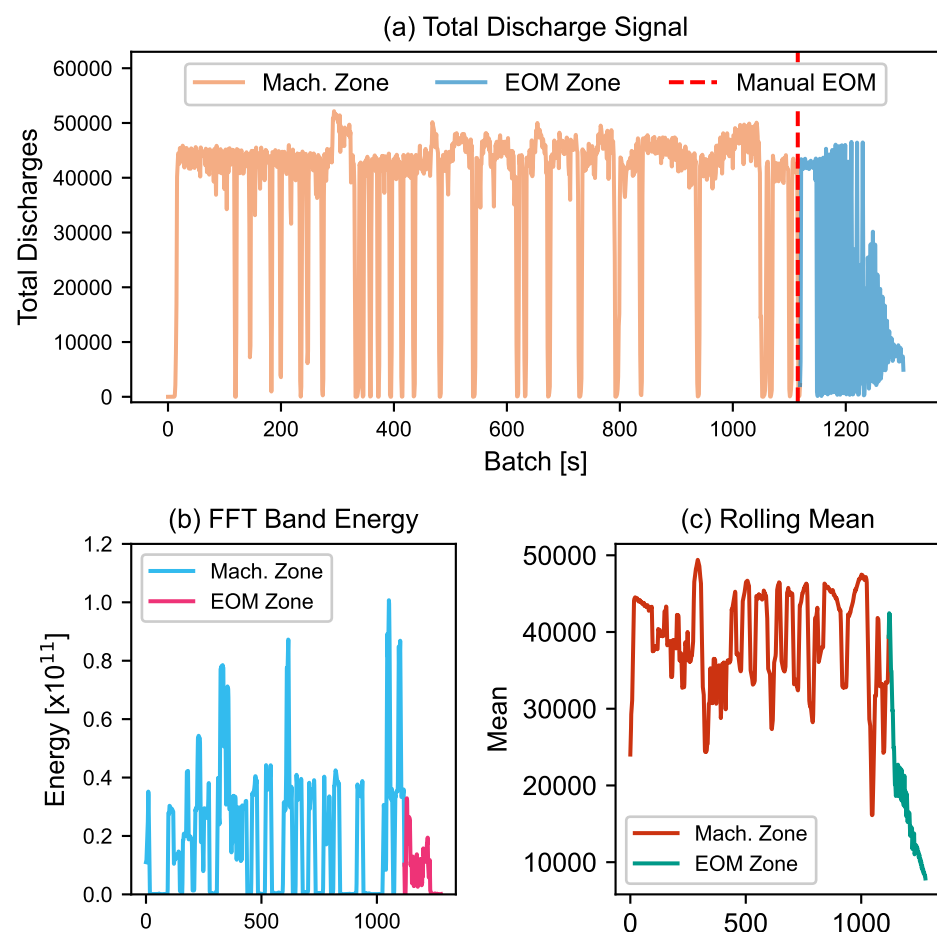 (a) Total Discharge Signal
60000
50000
40000
30000
20000
10000
0
Total Discharges
Mach. Zone
EOM Zone
Manual EOM
0 200 400 600 800 1000 1200
Batch [s]
(b) FFT Band Energy
1.2
1.0
0.8
0.6
0.4
0.2
0.0
Energy [x10¹¹]
Mach. Zone
EOM Zone
0 500 1000
(c) Rolling Mean
50000
40000
30000
20000
10000
Mean
Mach. Zone
EOM Zone
0 500 1000